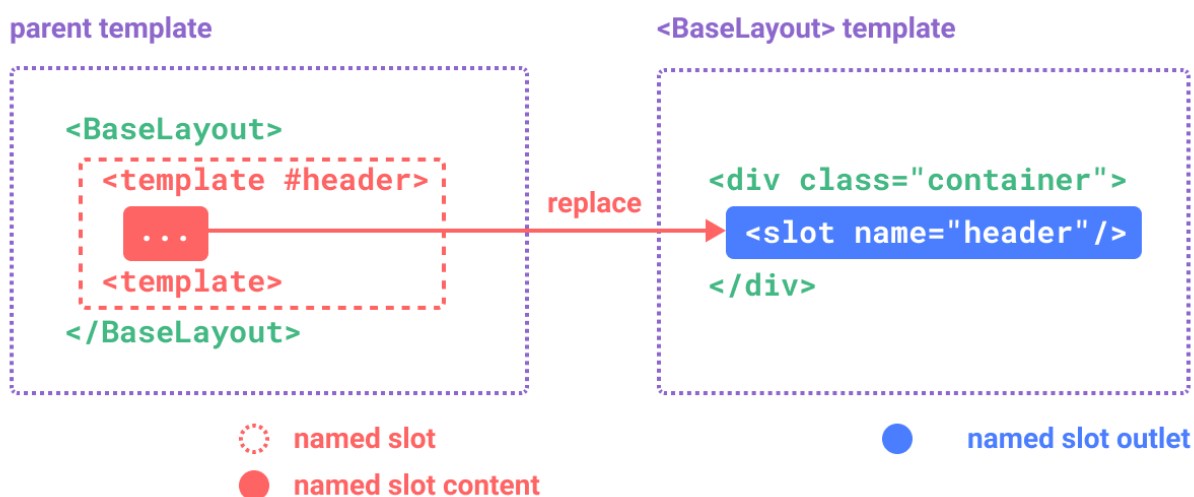 parent template
<BaseLayout>
<template #header>
...
<template>
</BaseLayout>
replace
<BaseLayout> template
<div class="container">
<slot name="header"/>
</div>
named slot
named slot content
named slot outlet